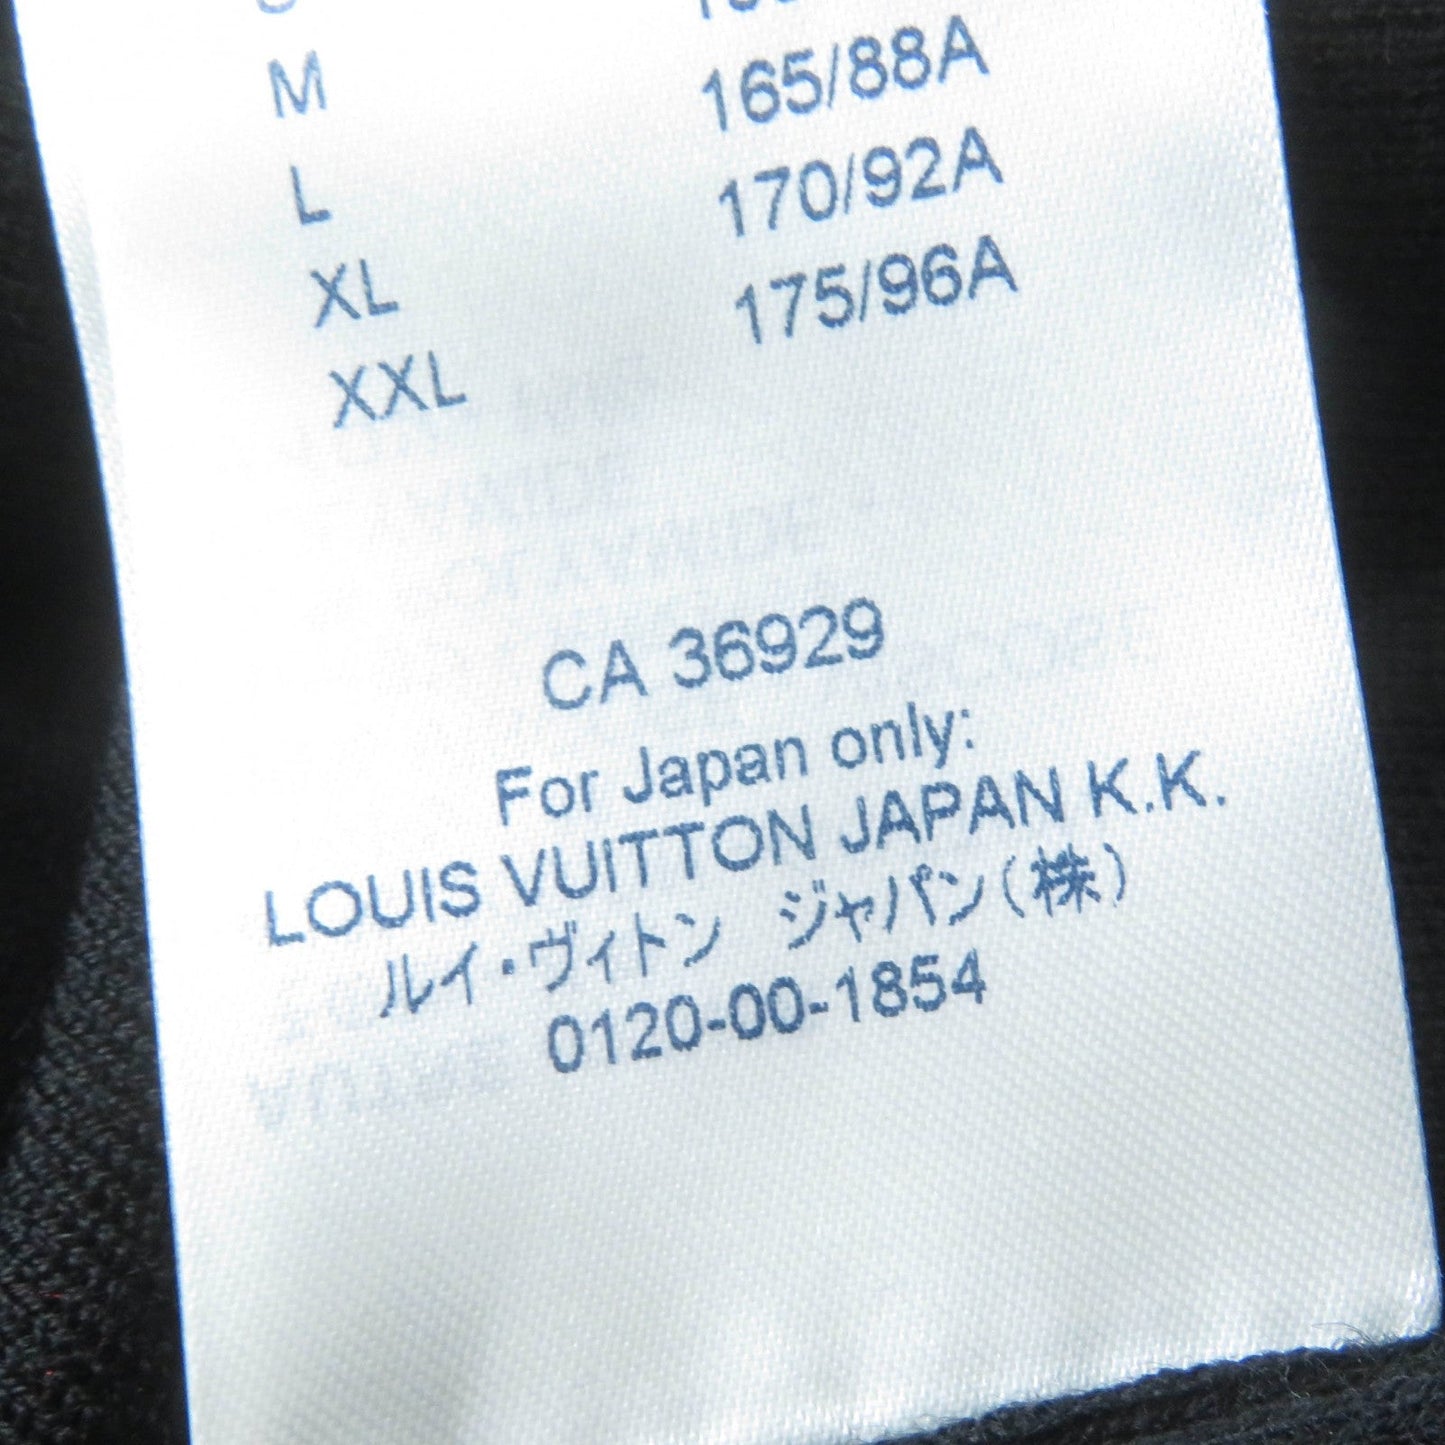 M 165/88A
L 170/92A
XL 175/96A
XXL
CA 36929
For Japan only:
LOUIS VUITTON JAPAN K.K.
ルイ・ヴィトン ジャパン(株)
0120-00-1854